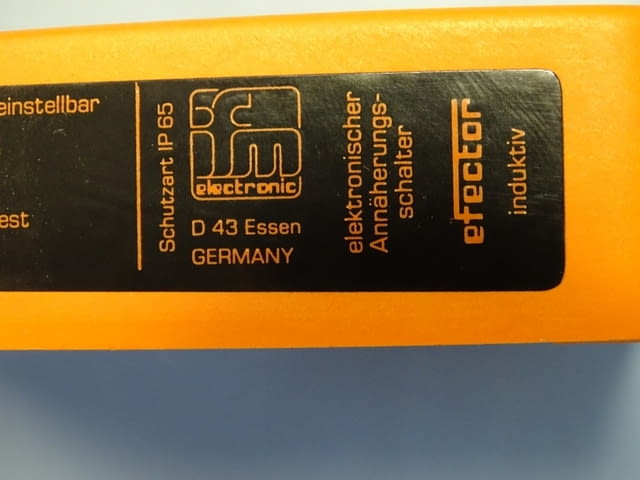 einstellbar
est
Schutzart IP 65
ifm
electronic
D 43 Essen
GERMANY
elektronischer
Annäherungs-
schalter
efector
induktiv